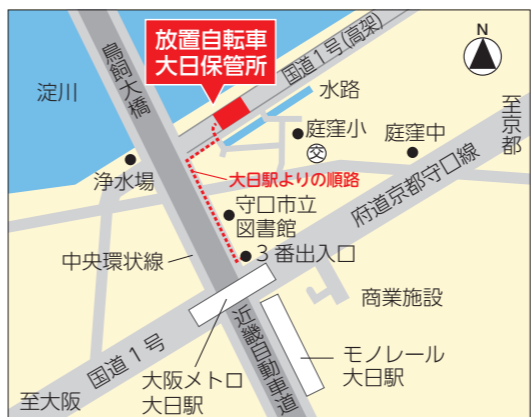 放置自転車
大日保管所
国道1号(高架)
N
鳥飼大橋
淀川
水路
至京都
庭窪小
庭窪中
交
浄水場
大日駅よりの順路
府道京都守口線
守口市立
図書館
3番出入口
中央環状線
商業施設
国道1号
近畿自動車道
モノレール
大日駅
大阪メトロ
大日駅
至大阪